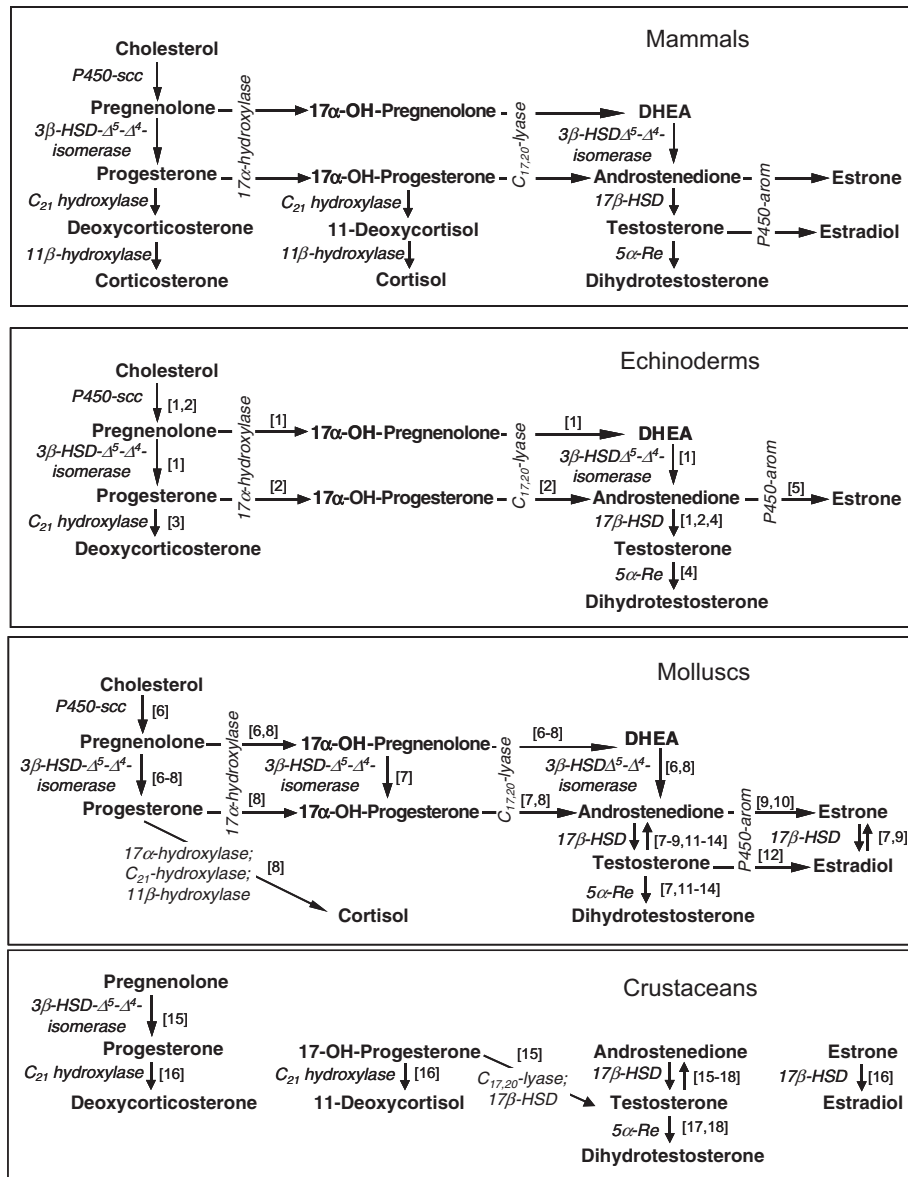 Mammals
Cholesterol
P450-scc
Pregnenolone
17α-hydroxylase
17α-OH-Pregnenolone
C17,20-lyase
DHEA
3β-HSD-Δ5-Δ4-
isomerase
3β-HSDΔ5-Δ4-
isomerase
Progesterone
17α-OH-Progesterone
Androstenedione
P450-arom
Estrone
C21 hydroxylase
C21 hydroxylase
17β-HSD
Deoxycorticosterone
11-Deoxycortisol
Testosterone
Estradiol
11β-hydroxylase
11β-hydroxylase
5α-Re
Corticosterone
Cortisol
Dihydrotestosterone
Echinoderms
Cholesterol
P450-scc [1,2]
Pregnenolone
17α-hydroxylase
[1]
17α-OH-Pregnenolone
C17,20-lyase
[1]
DHEA
3β-HSD-Δ5-Δ4-
isomerase [1]
3β-HSDΔ5-Δ4-
isomerase [1]
Progesterone
[2]
17α-OH-Progesterone
[2]
Androstenedione
P450-arom
[5]
Estrone
C21 hydroxylase [3]
17β-HSD [1,2,4]
Deoxycorticosterone
Testosterone
5α-Re [4]
Dihydrotestosterone
Molluscs
Cholesterol
P450-scc [6]
Pregnenolone
17α-hydroxylase
[6,8]
17α-OH-Pregnenolone
C17,20-lyase
[6-8]
DHEA
3β-HSD-Δ5-Δ4-
isomerase [6-8]
3β-HSD-Δ5-Δ4-
isomerase [7]
3β-HSDΔ5-Δ4-
isomerase [6,8]
Progesterone
[8]
17α-OH-Progesterone
[7,8]
Androstenedione
P450-arom
[9,10]
Estrone
17α-hydroxylase;
C21-hydroxylase;
11β-hydroxylase
[8]
17β-HSD [7-9,11-14]
17β-HSD [7,9]
Testosterone
[12]
Estradiol
5α-Re [7,11-14]
Cortisol
Dihydrotestosterone
Crustaceans
Pregnenolone
3β-HSD-Δ5-Δ4-
isomerase [15]
Progesterone
17-OH-Progesterone
[15]
Androstenedione
Estrone
C21 hydroxylase [16]
C21 hydroxylase [16]
C17,20-lyase;
17β-HSD
17β-HSD [15-18]
17β-HSD [16]
Deoxycorticosterone
11-Deoxycortisol
Testosterone
Estradiol
5α-Re [17,18]
Dihydrotestosterone